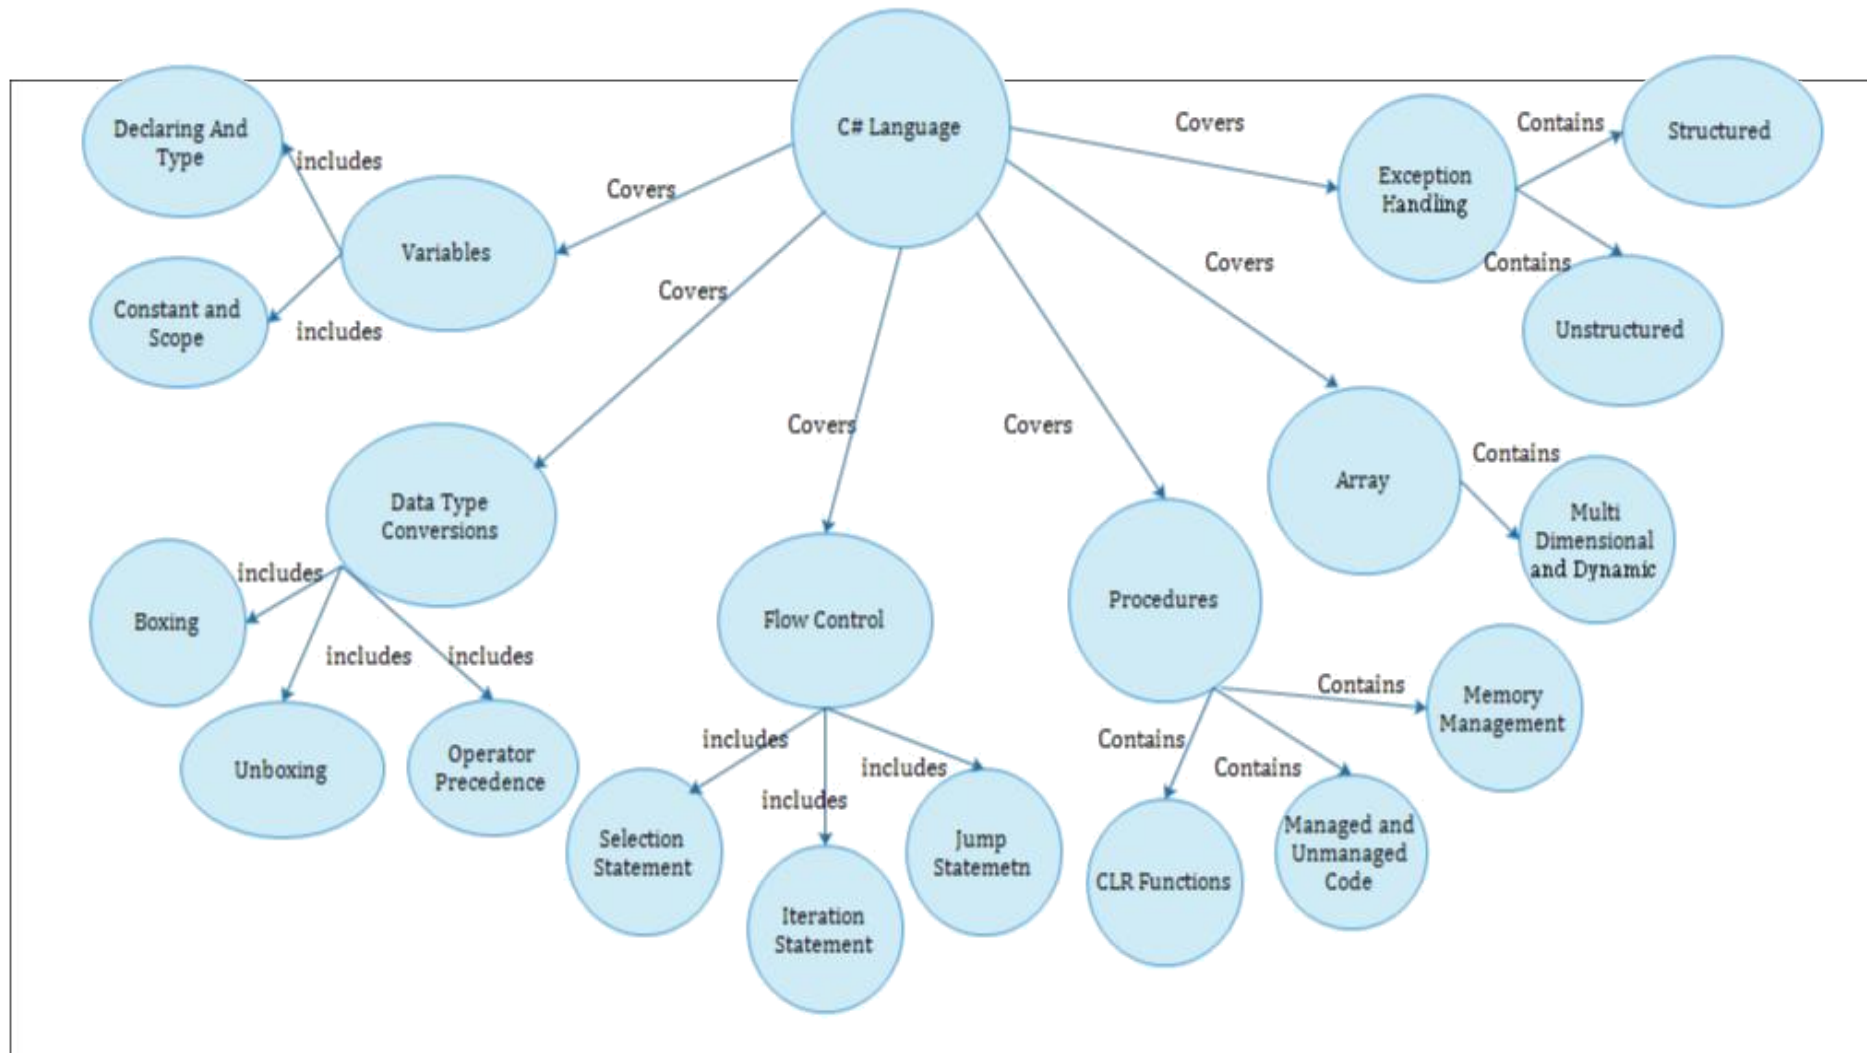 C# Language
Covers
Covers
Covers
Covers
Covers
Covers
Variables
includes
Declaring And
Type
includes
Constant and
Scope
Data Type
Conversions
includes
Boxing
includes
Unboxing
includes
Operator
Precedence
Flow Control
includes
Selection
Statement
includes
Iteration
Statement
includes
Jump
Statemetn
Procedures
Contains
CLR Functions
Contains
Managed and
Unmanaged
Code
Contains
Memory
Management
Array
Contains
Multi
Dimensional
and Dynamic
Exception
Handling
Contains
Structured
Contains
Unstructured